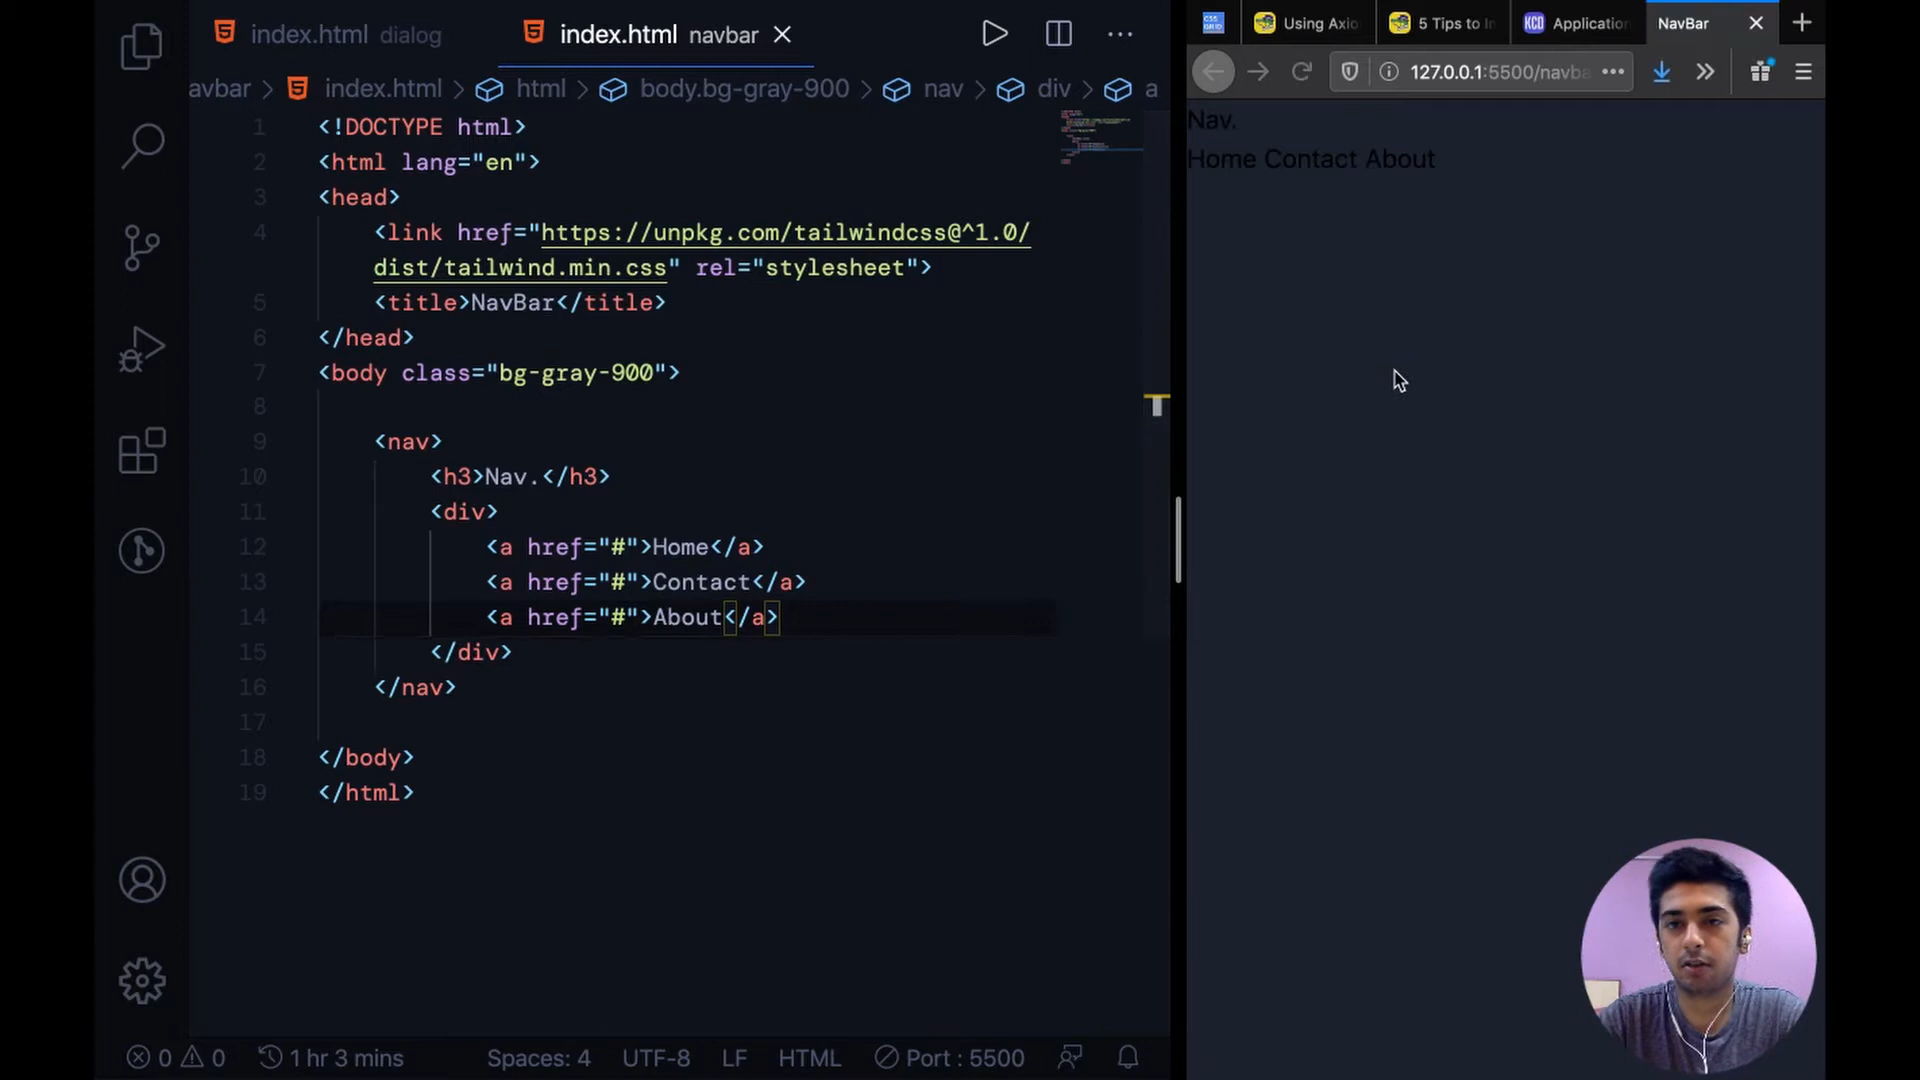 index.html dialog
index.html navbar
avbar > index.html > html > body.bg-gray-900 > nav > div > a
1 <!DOCTYPE html>
2 <html lang="en">
3 <head>
4 <link href="https://unpkg.com/tailwindcss@^1.0/
dist/tailwind.min.css" rel="stylesheet">
5 <title>NavBar</title>
6 </head>
7 <body class="bg-gray-900">
8
9 <nav>
10 <h3>Nav.</h3>
11 <div>
12 <a href="#">Home</a>
13 <a href="#">Contact</a>
14 <a href="#">About</a>
15 </div>
16 </nav>
17
18 </body>
19 </html>
0 0 1 hr 3 mins Spaces: 4 UTF-8 LF HTML Port : 5500
CSS GRID Using Axio 5 Tips to In KCD Application NavBar
127.0.0.1:5500/navba
Nav.
Home Contact About